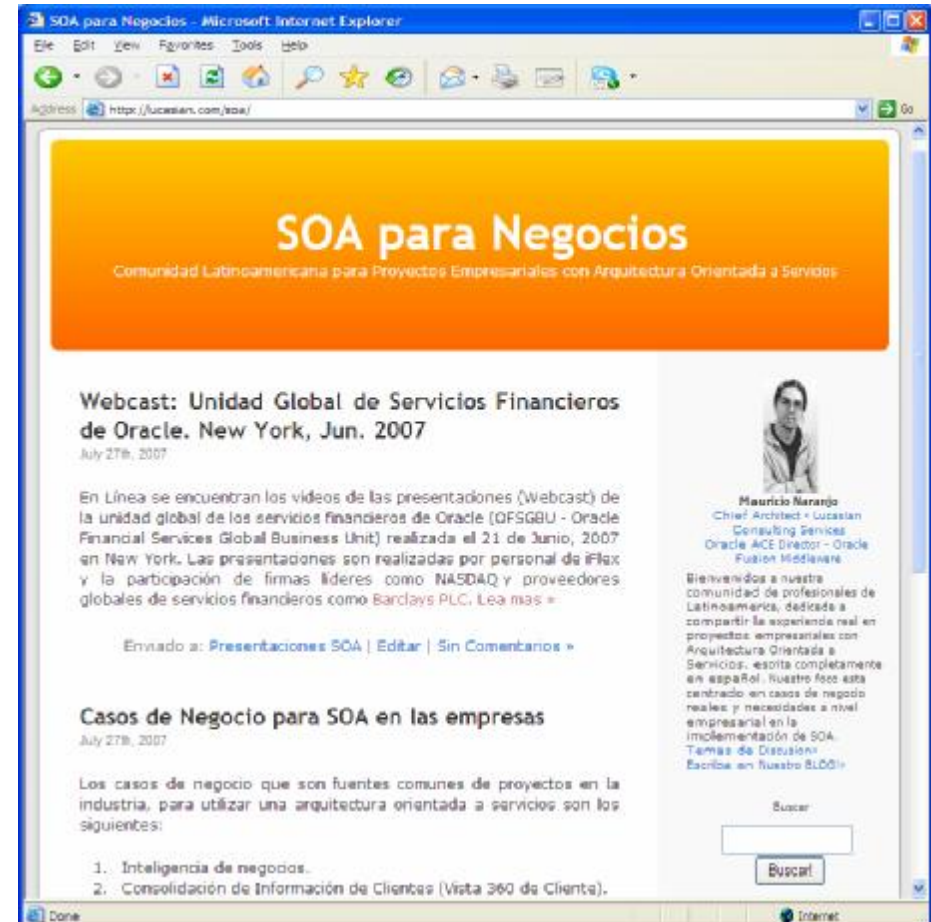 SOA para Negocios - Microsoft Internet Explorer
File Edit View Favorites Tools Help
Address http://lucasian.com/soa/ Go
SOA para Negocios
Comunidad Latinoamericana para Proyectos Empresariales con Arquitectura Orientada a Servicios
Webcast: Unidad Global de Servicios Financieros
de Oracle. New York, Jun. 2007
July 27th, 2007
En Línea se encuentran los videos de las presentaciones (Webcast) de
la unidad global de los servicios financieros de Oracle (OFSGBU - Oracle
Financial Services Global Business Unit) realizada el 21 de Junio, 2007
en New York. Las presentaciones son realizadas por personal de iFlex
y la participación de firmas líderes como NASDAQ y proveedores
globales de servicios financieros como Barclays PLC. Lea mas »
Enviado a: Presentaciones SOA | Editar | Sin Comentarios »
Casos de Negocio para SOA en las empresas
July 27th, 2007
Los casos de negocio que son fuentes comunes de proyectos en la
industria, para utilizar una arquitectura orientada a servicios son los
siguientes:
1. Inteligencia de negocios.
2. Consolidación de Información de Clientes (Vista 360 de Cliente).
Mauricio Naranjo
Chief Architect - Lucasian
Consulting Services
Oracle ACE Director - Oracle
Fusion Middleware
Bienvenidos a nuestra
comunidad de profesionales de
Latinoamerica, dedicada a
compartir la experiencia real en
proyectos empresariales con
Arquitectura Orientada a
Servicios, escrita completamente
en español. Nuestro foco esta
centrado en casos de negocio
reales y necesidades a nivel
empresarial en la
implementación de SOA.
Temas de Discusion»
Escriba en Nuestro BLOG!»
Buscar
Buscar!
Done Internet